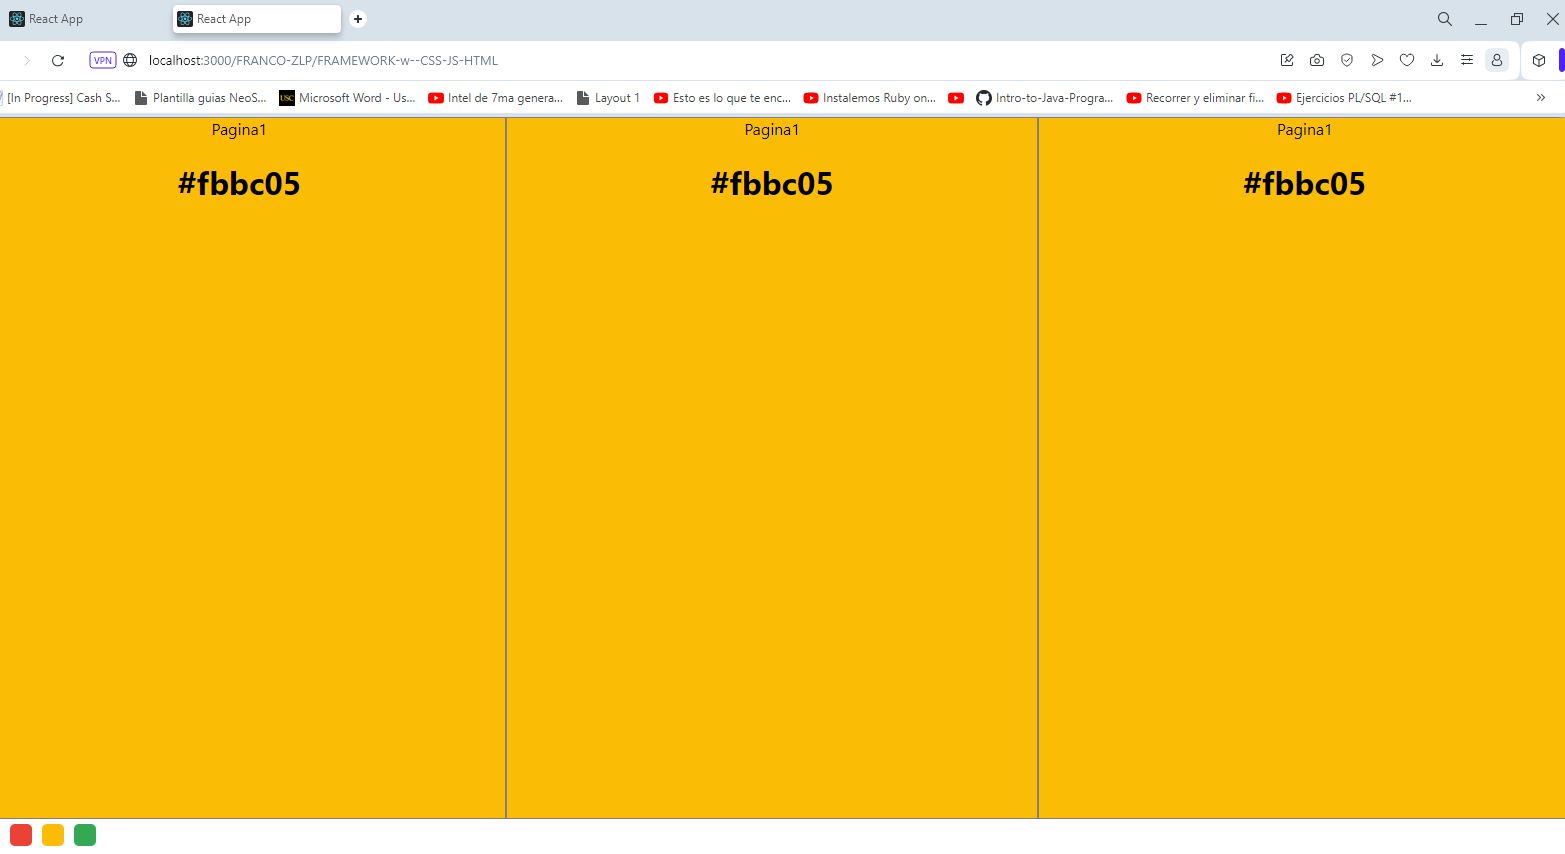 React App
React App
VPN
localhost:3000/FRANCO-ZLP/FRAMEWORK-w--CSS-JS-HTML
[In Progress] Cash S...
Plantilla guias NeoS...
USC
Microsoft Word - Us...
Intel de 7ma genera...
Layout 1
Esto es lo que te enc...
Instalemos Ruby on...
Intro-to-Java-Progra...
Recorrer y eliminar fi...
Ejercicios PL/SQL #1...
Pagina1
#fbbc05
Pagina1
#fbbc05
Pagina1
#fbbc05